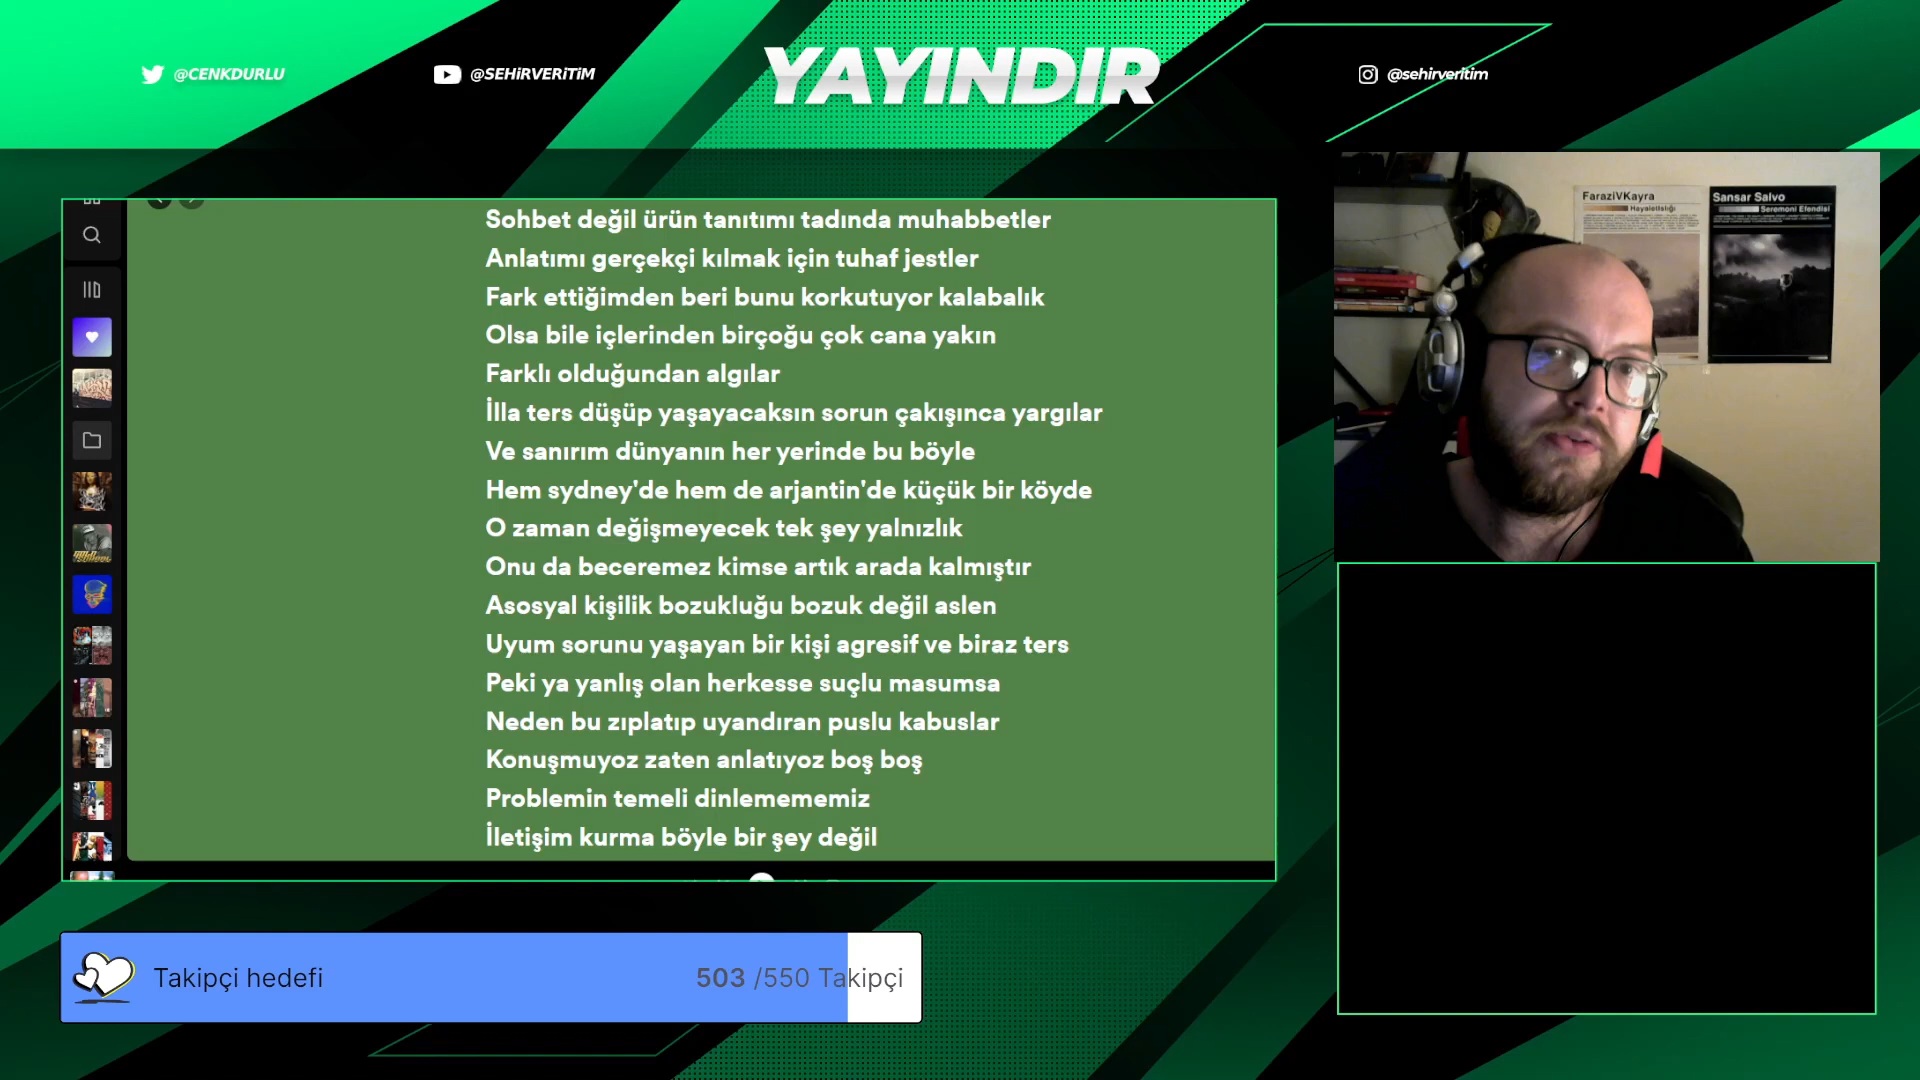 @CENKDURLU
@SEHiRVERiTiM
YAYINDIR
@sehirveritim
Sohbet değil ürün tanıtımı tadında muhabbetler
Anlatımı gerçekçi kılmak için tuhaf jestler
Fark ettiğimden beri bunu korkutuyor kalabalık
Olsa bile içlerinden birçoğu çok cana yakın
Farklı olduğundan algılar
İlla ters düşüp yaşayacaksın sorun çakışınca yargılar
Ve sanırım dünyanın her yerinde bu böyle
Hem sydney'de hem de arjantin'de küçük bir köyde
O zaman değişmeyecek tek şey yalnızlık
Onu da beceremez kimse artık arada kalmıştır
Asosyal kişilik bozukluğu bozuk değil aslen
Uyum sorunu yaşayan bir kişi agresif ve biraz ters
Peki ya yanlış olan herkesse suçlu masumsa
Neden bu zıplatıp uyandıran puslu kabuslar
Konuşmuyoz zaten anlatıyoz boş boş
Problemin temeli dinlemememiz
İletişim kurma böyle bir şey değil
FaraziVKayra
Hayaletisliği
Sansar Salvo
Seremoni Efendisi
Takipçi hedefi
503 /550 Takipçi